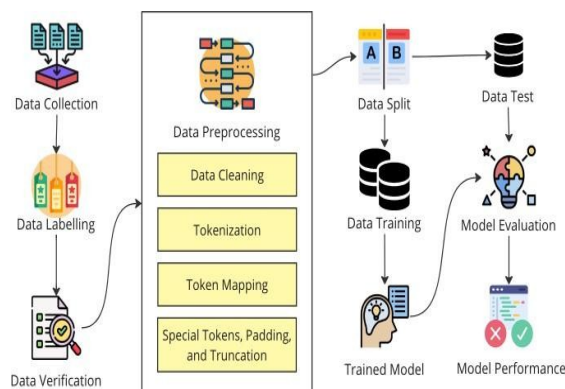 Data Collection
Data Labelling
Data Verification
Data Preprocessing
Data Cleaning
Tokenization
Token Mapping
Special Tokens, Padding,
and Truncation
A B
Data Split
Data Training
Trained Model
Data Test
Model Evaluation
Model Performance